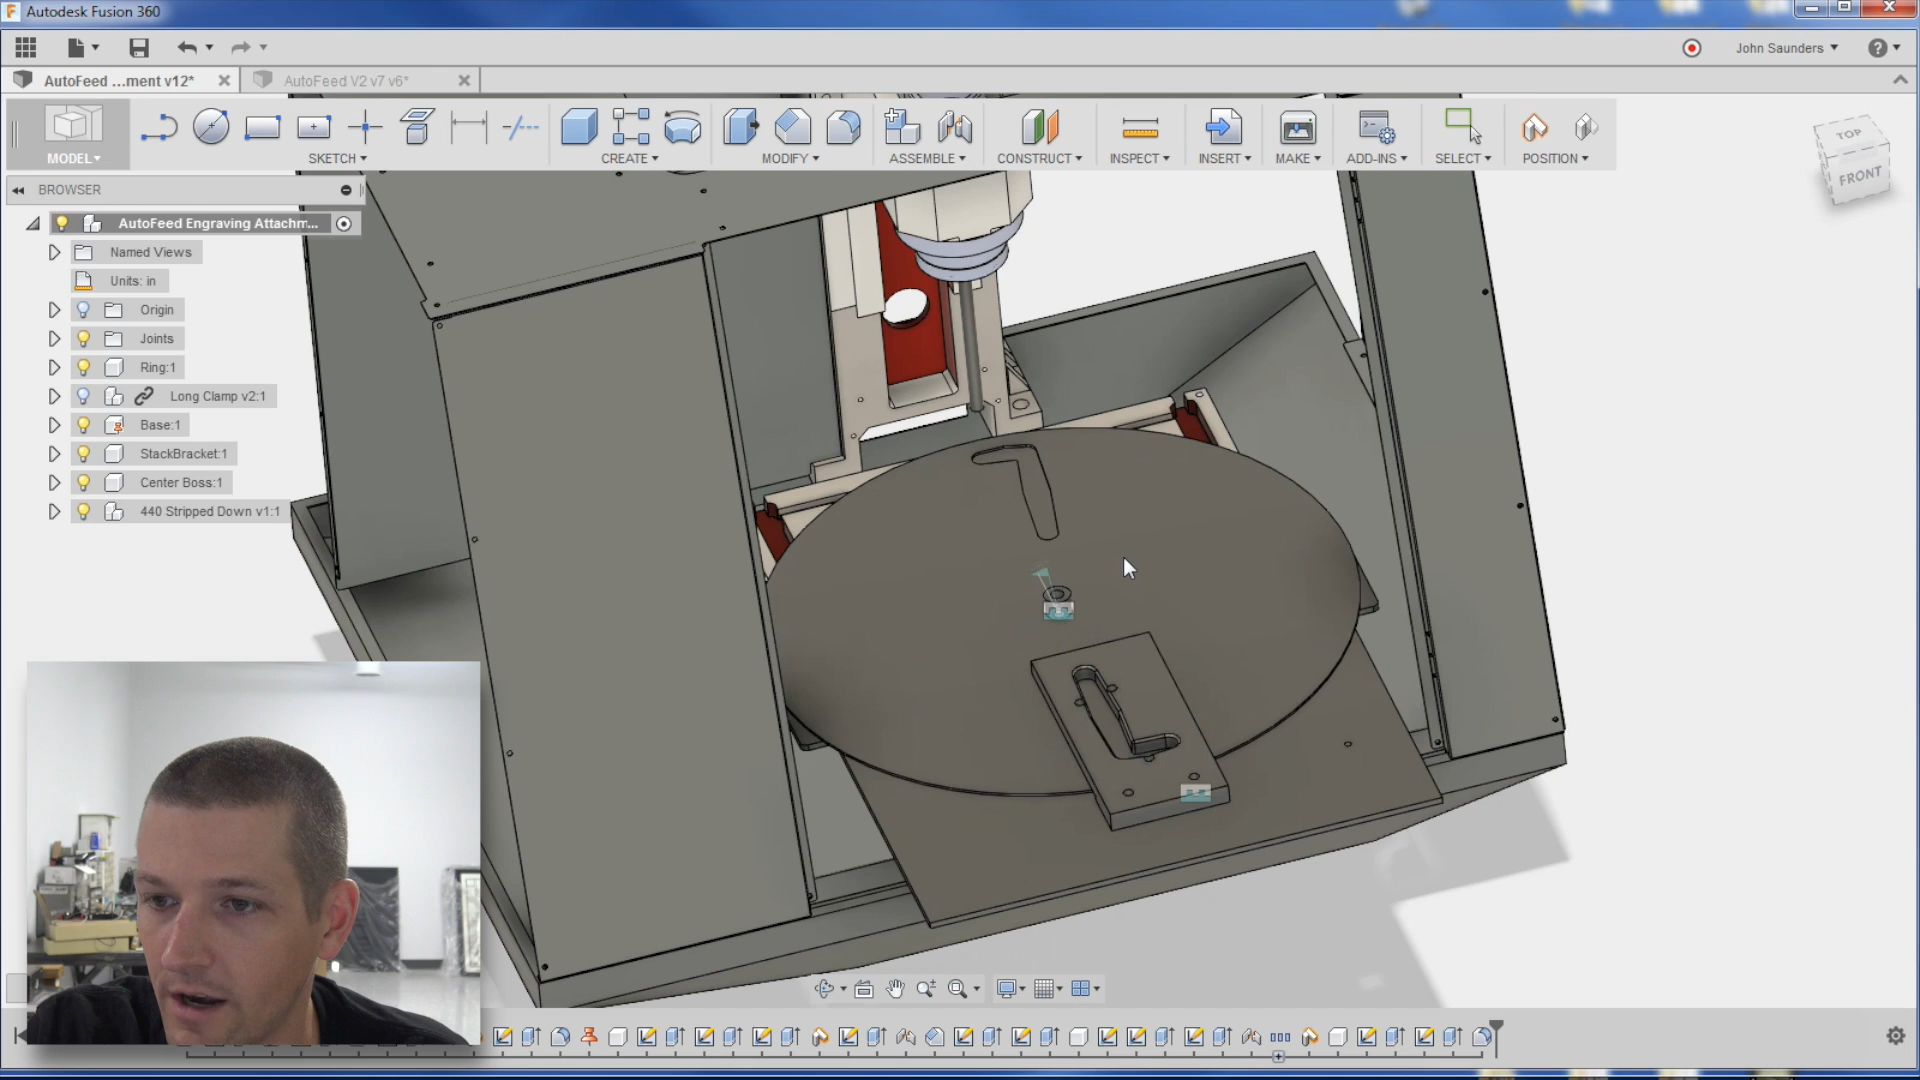 Autodesk Fusion 360
John Saunders
AutoFeed ...ment v12*
AutoFeed V2 v7 v6*
MODEL
SKETCH
CREATE
MODIFY
ASSEMBLE
CONSTRUCT
INSPECT
INSERT
MAKE
ADD-INS
SELECT
POSITION
TOP
FRONT
BROWSER
AutoFeed Engraving Attachm...
Named Views
Units: in
Origin
Joints
Ring:1
Long Clamp v2:1
Base:1
StackBracket:1
Center Boss:1
440 Stripped Down v1:1